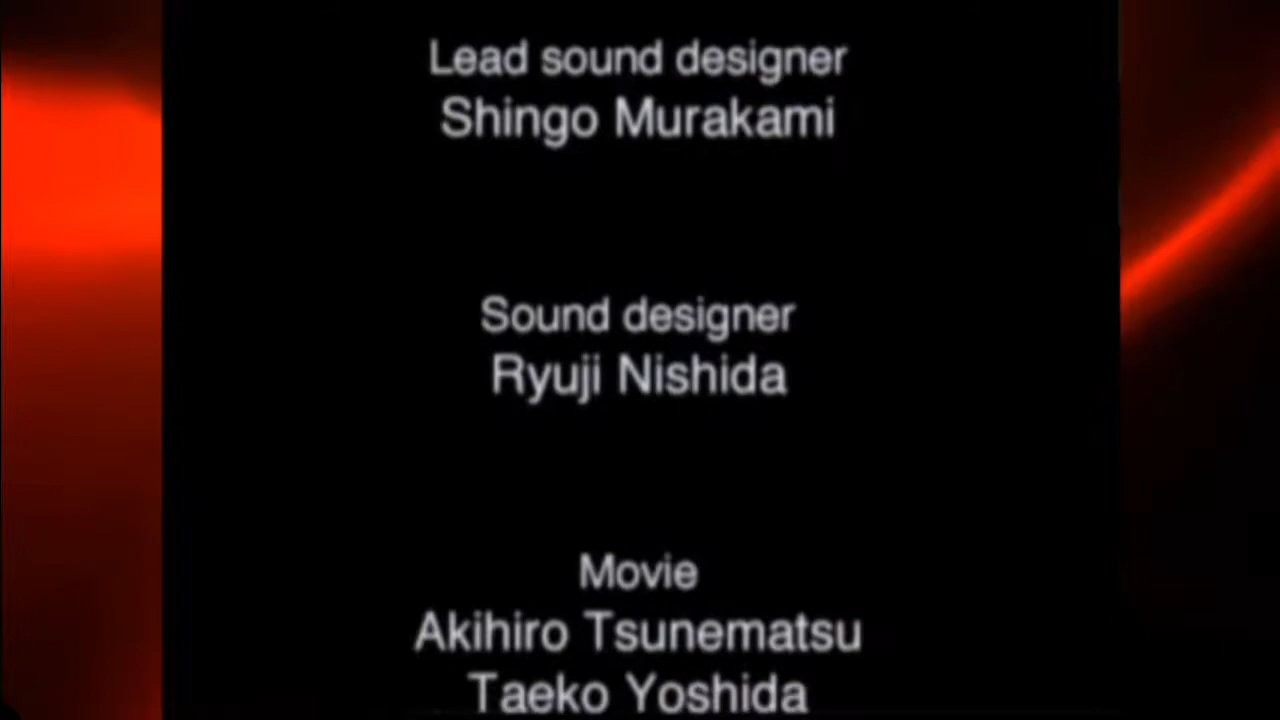 Lead sound designer
Shingo Murakami
Sound designer
Ryuji Nishida
Movie
Akihiro Tsunematsu
Taeko Yoshida